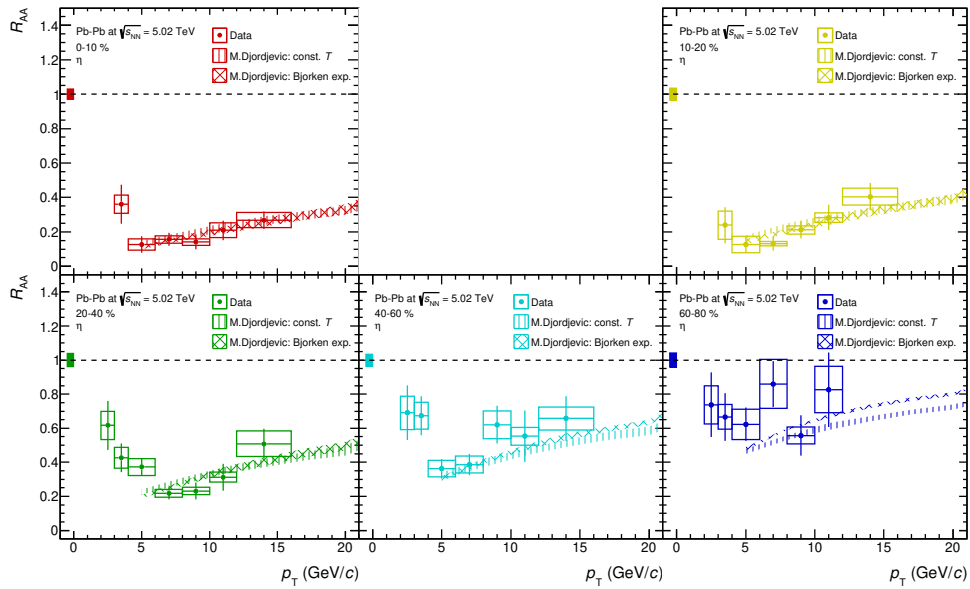 R_AA
1.4
1.2
1
0.8
0.6
0.4
0.2
0
Pb-Pb at √s_NN = 5.02 TeV
0-10 %
η
Data
M.Djordjevic: const. T
M.Djordjevic: Bjorken exp.
Pb-Pb at √s_NN = 5.02 TeV
10-20 %
η
Data
M.Djordjevic: const. T
M.Djordjevic: Bjorken exp.
R_AA
1.4
1.2
1
0.8
0.6
0.4
0.2
0
Pb-Pb at √s_NN = 5.02 TeV
20-40 %
η
Data
M.Djordjevic: const. T
M.Djordjevic: Bjorken exp.
Pb-Pb at √s_NN = 5.02 TeV
40-60 %
η
Data
M.Djordjevic: const. T
M.Djordjevic: Bjorken exp.
Pb-Pb at √s_NN = 5.02 TeV
60-80 %
η
Data
M.Djordjevic: const. T
M.Djordjevic: Bjorken exp.
0 5 10 15 20
0 5 10 15 20
0 5 10 15 20
p_T (GeV/c)
p_T (GeV/c)
p_T (GeV/c)